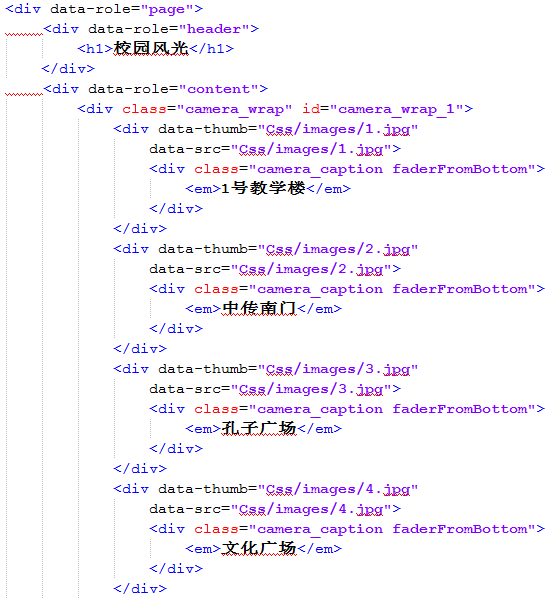 <div data-role="page">
<div data-role="header">
<h1>校园风光</h1>
</div>
<div data-role="content">
<div class="camera_wrap" id="camera_wrap_1">
<div data-thumb="Css/images/1.jpg"
data-src="Css/images/1.jpg">
<div class="camera_caption faderFromBottom">
<em>1号教学楼</em>
</div>
</div>
<div data-thumb="Css/images/2.jpg"
data-src="Css/images/2.jpg">
<div class="camera_caption faderFromBottom">
<em>中传南门</em>
</div>
</div>
<div data-thumb="Css/images/3.jpg"
data-src="Css/images/3.jpg">
<div class="camera_caption faderFromBottom">
<em>孔子广场</em>
</div>
</div>
<div data-thumb="Css/images/4.jpg"
data-src="Css/images/4.jpg">
<div class="camera_caption faderFromBottom">
<em>文化广场</em>
</div>
</div>